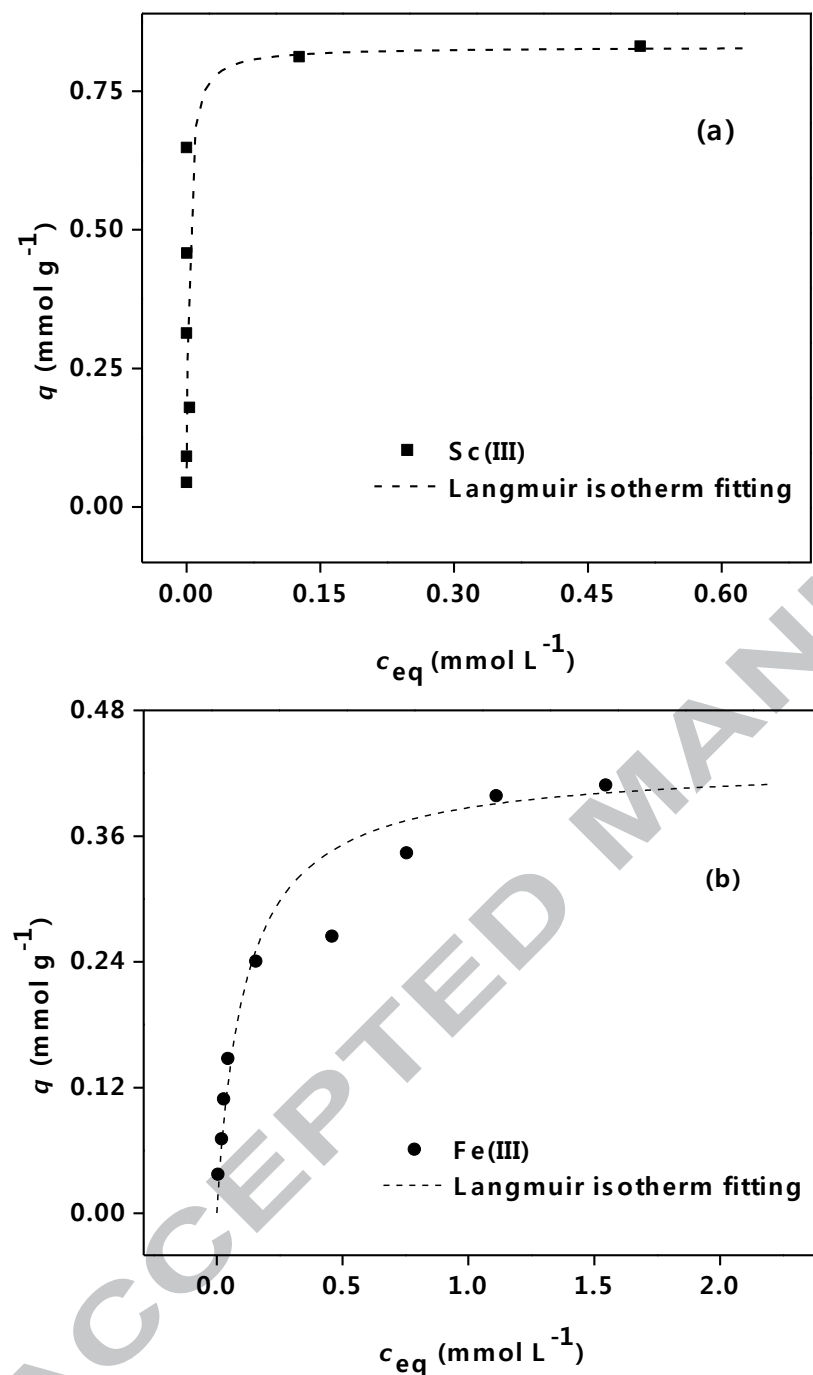 0.75
0.50
0.25
0.00
q (mmol g⁻¹)
(a)
Sc(III)
Langmuir isotherm fitting
0.00 0.15 0.30 0.45 0.60
c_eq (mmol L⁻¹)
0.48
0.36
0.24
0.12
0.00
q (mmol g⁻¹)
(b)
Fe(III)
Langmuir isotherm fitting
0.0 0.5 1.0 1.5 2.0
c_eq (mmol L⁻¹)
ACCEPTED MAN